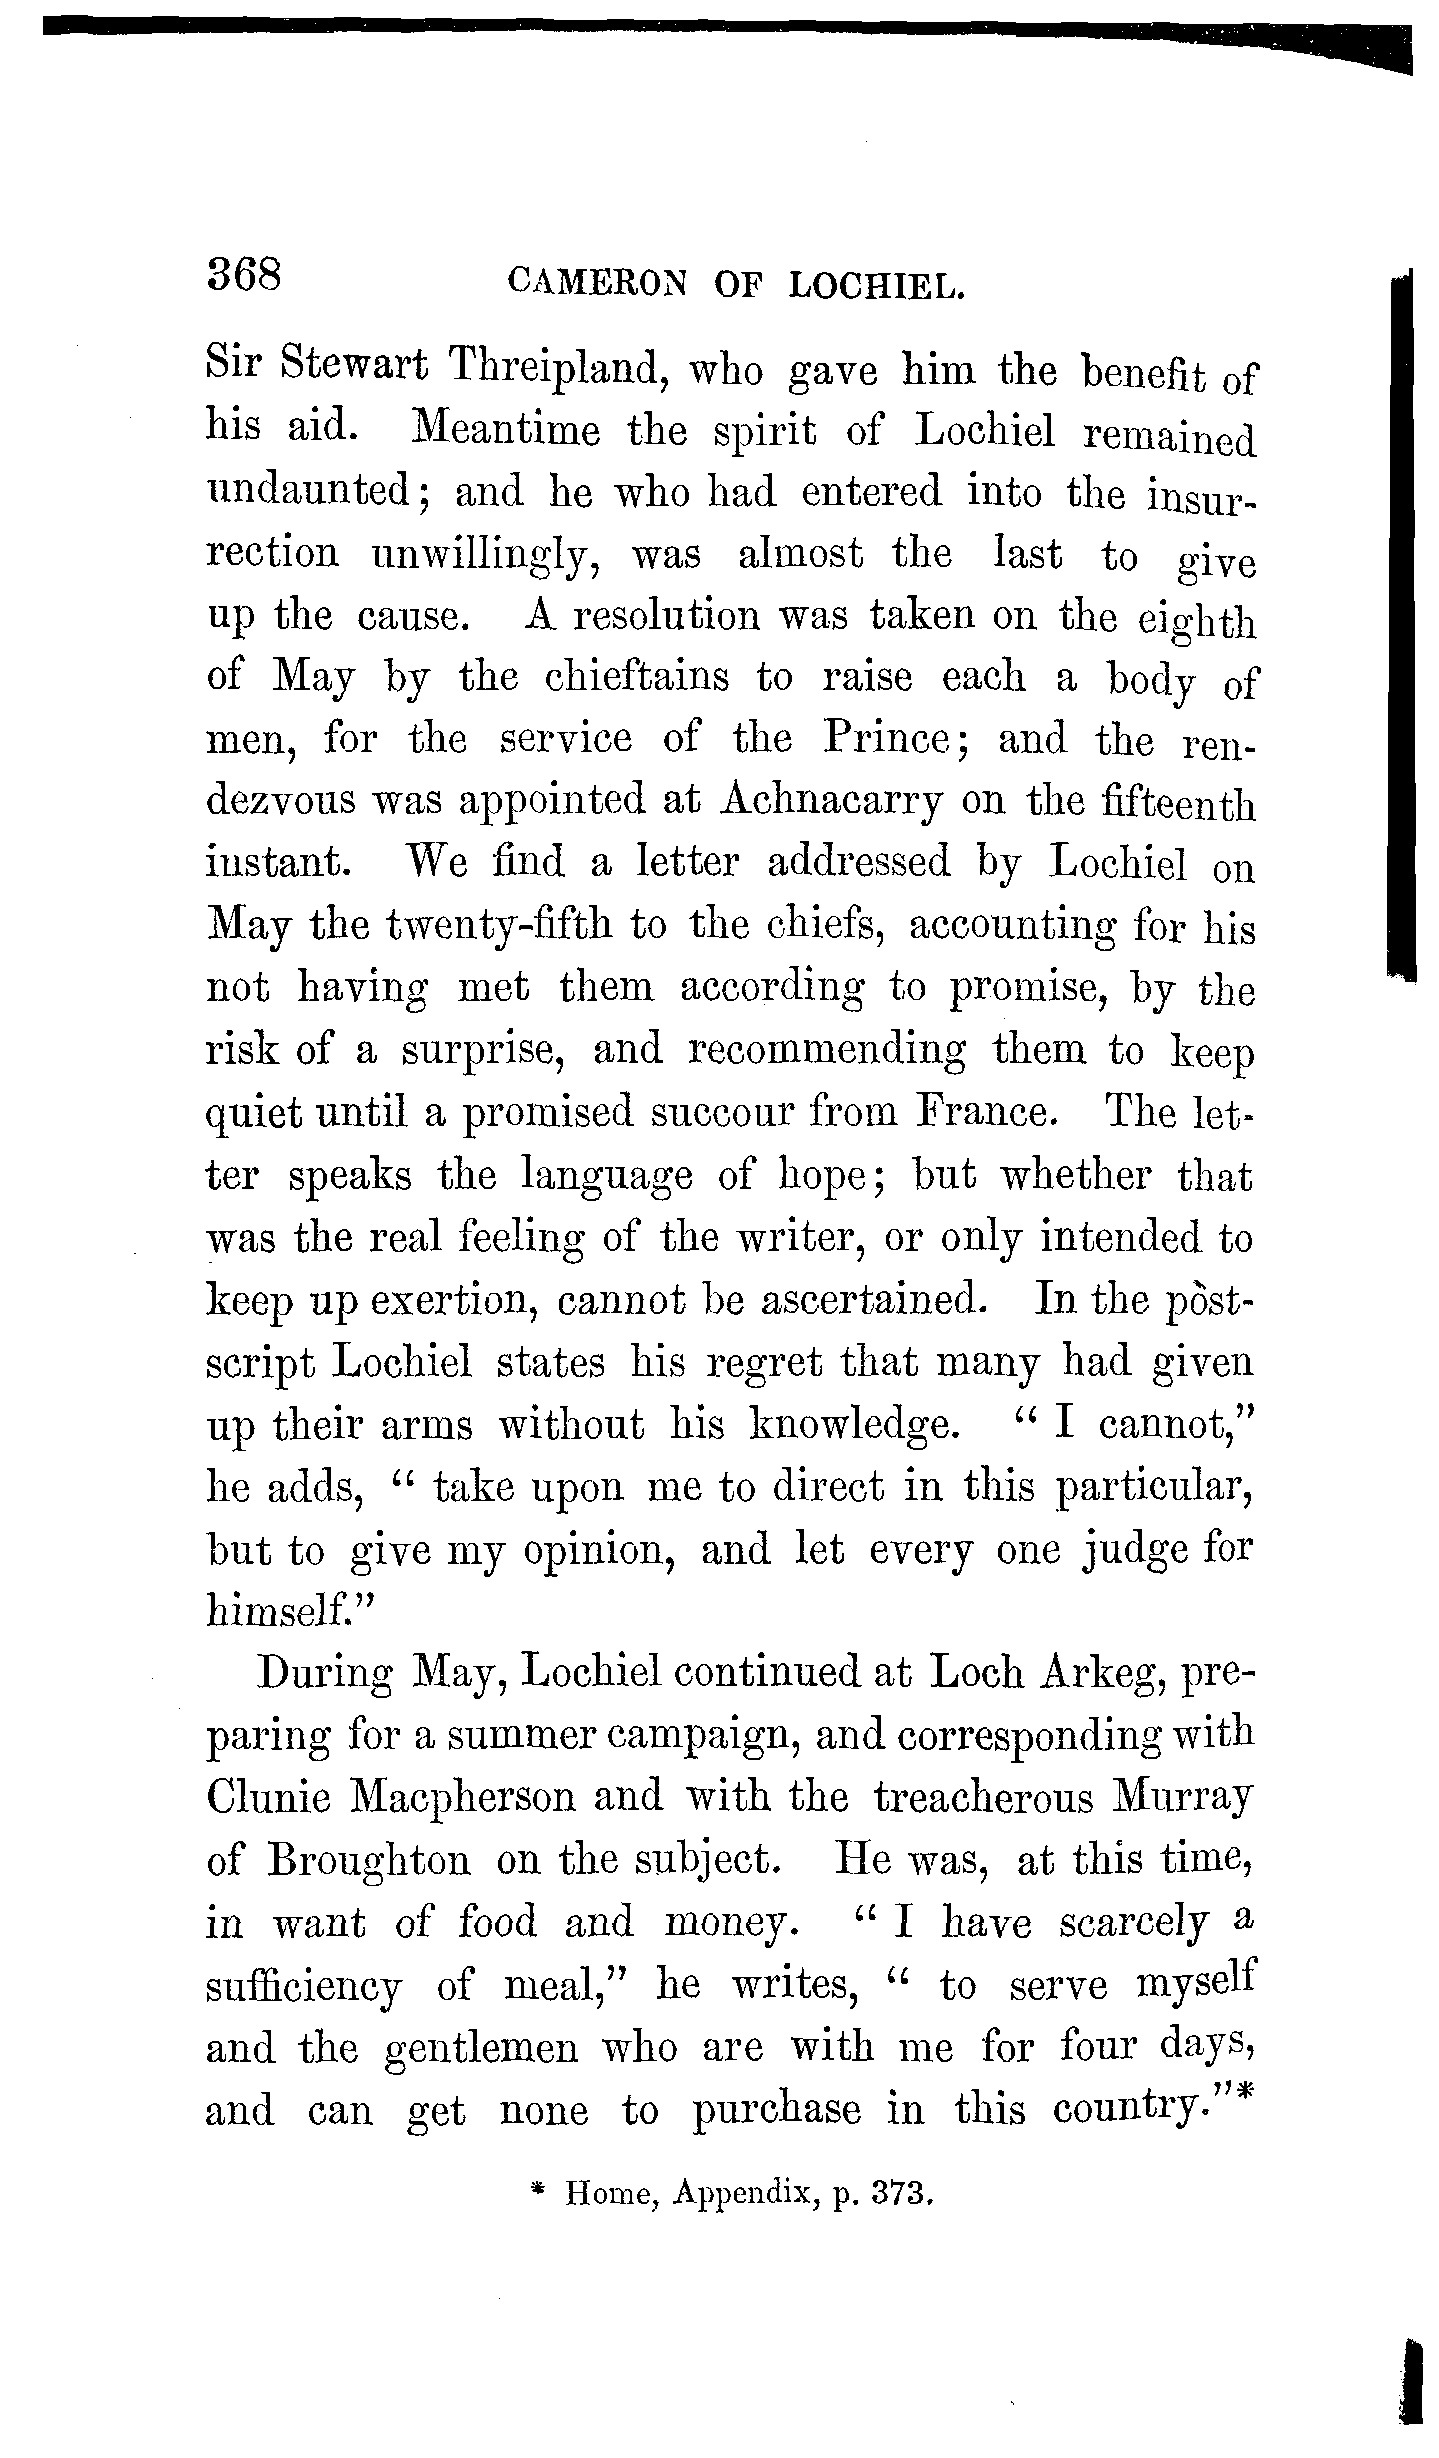 368 CAMERON OF LOCHIEL.
Sir Stewart Threipland, who gave him the benefit of
his aid. Meantime the spirit of Lochiel remained
undaunted; and he who had entered into the insur-
rection unwillingly, was almost the last to give
up the cause. A resolution was taken on the eighth
of May by the chieftains to raise each a body of
men, for the service of the Prince; and the ren-
dezvous was appointed at Achnacarry on the fifteenth
instant. We find a letter addressed by Lochiel on
May the twenty-fifth to the chiefs, accounting for his
not having met them according to promise, by the
risk of a surprise, and recommending them to keep
quiet until a promised succour from France. The let-
ter speaks the language of hope; but whether that
was the real feeling of the writer, or only intended to
keep up exertion, cannot be ascertained. In the post-
script Lochiel states his regret that many had given
up their arms without his knowledge. “ I cannot,”
he adds, “ take upon me to direct in this particular,
but to give my opinion, and let every one judge for
himself.”
During May, Lochiel continued at Loch Arkeg, pre-
paring for a summer campaign, and corresponding with
Clunie Macpherson and with the treacherous Murray
of Broughton on the subject. He was, at this time,
in want of food and money. “ I have scarcely a
sufficiency of meal,” he writes, “ to serve myself
and the gentlemen who are with me for four days,
and can get none to purchase in this country.”*
* Home, Appendix, p. 373.